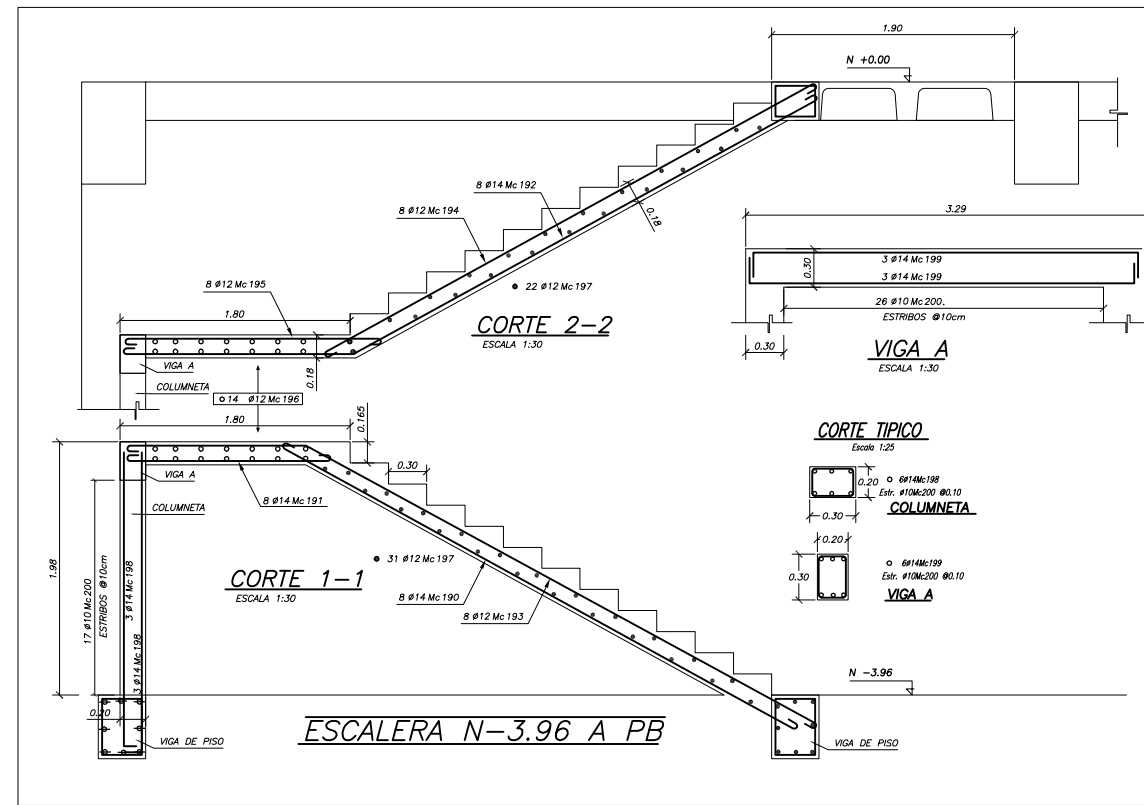 1.90
N +0.00
8 Ø14 Mc 192
8 Ø12 Mc 194
0.18
3.29
8 Ø12 Mc 195
22 Ø12 Mc 197
0.30
3 Ø14 Mc 199
3 Ø14 Mc 199
1.80
CORTE 2-2
ESCALA 1:30
26 Ø10 Mc 200.
ESTRIBOS @10cm
VIGA A
0.18
0.30
VIGA A
ESCALA 1:30
COLUMNETA
14 Ø12 Mc 196
1.80
0.165
CORTE TIPICO
Escala 1:25
0.30
VIGA A
8 Ø14 Mc 191
0.20
6Ø14Mc198
Estr. Ø10Mc200 @0.10
COLUMNETA
0.30
COLUMNETA
0.20
31 Ø12 Mc 197
1.98
17 Ø10 Mc 200
ESTRIBOS @10cm
3 Ø14 Mc 198
3 Ø14 Mc 198
CORTE 1-1
ESCALA 1:30
8 Ø14 Mc 190
8 Ø12 Mc 193
0.30
6Ø14Mc199
Estr. Ø10Mc200 @0.10
VIGA A
N -3.96
0.20
ESCALERA N-3.96 A PB
VIGA DE PISO
VIGA DE PISO